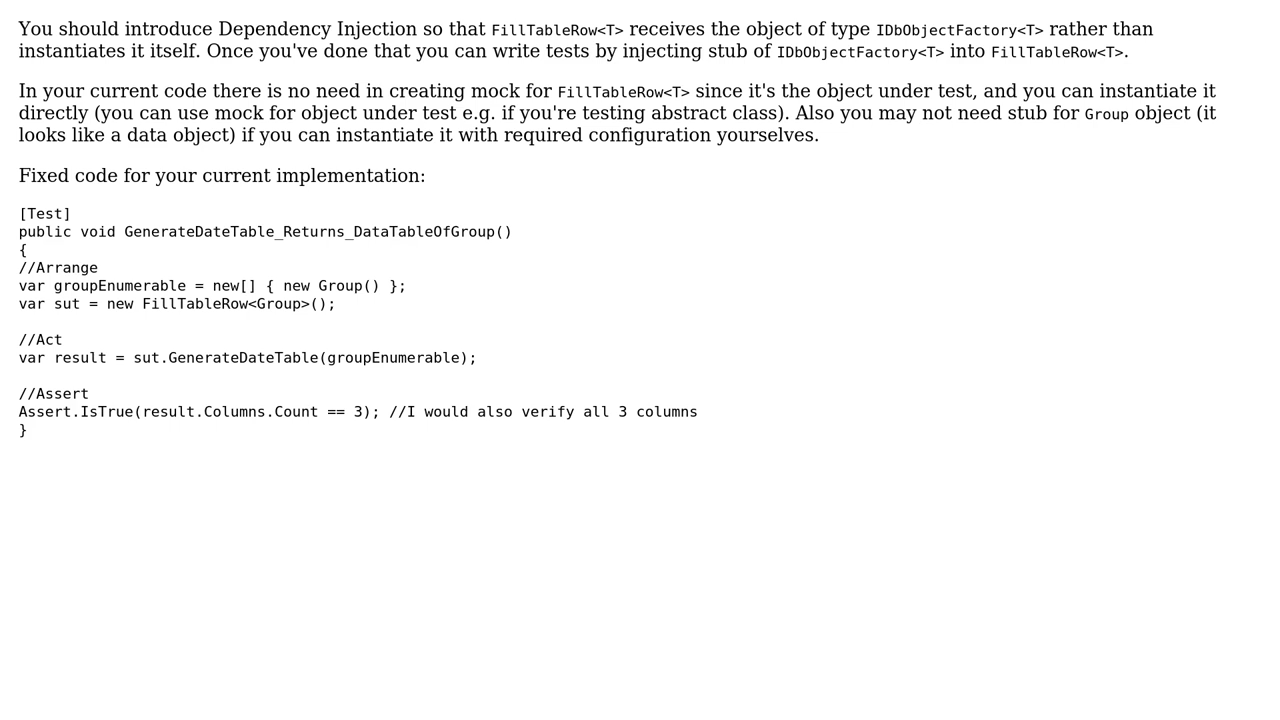 You should introduce Dependency Injection so that FillTableRow<T> receives the object of type IDbObjectFactory<T> rather than
instantiates it itself. Once you've done that you can write tests by injecting stub of IDbObjectFactory<T> into FillTableRow<T>.
In your current code there is no need in creating mock for FillTableRow<T> since it's the object under test, and you can instantiate it
directly (you can use mock for object under test e.g. if you're testing abstract class). Also you may not need stub for Group object (it
looks like a data object) if you can instantiate it with required configuration yourselves.
Fixed code for your current implementation:
[Test]
public void GenerateDateTable_Returns_DataTableOfGroup()
{
//Arrange
var groupEnumerable = new[] { new Group() };
var sut = new FillTableRow<Group>();
//Act
var result = sut.GenerateDateTable(groupEnumerable);
//Assert
Assert.IsTrue(result.Columns.Count == 3); //I would also verify all 3 columns
}